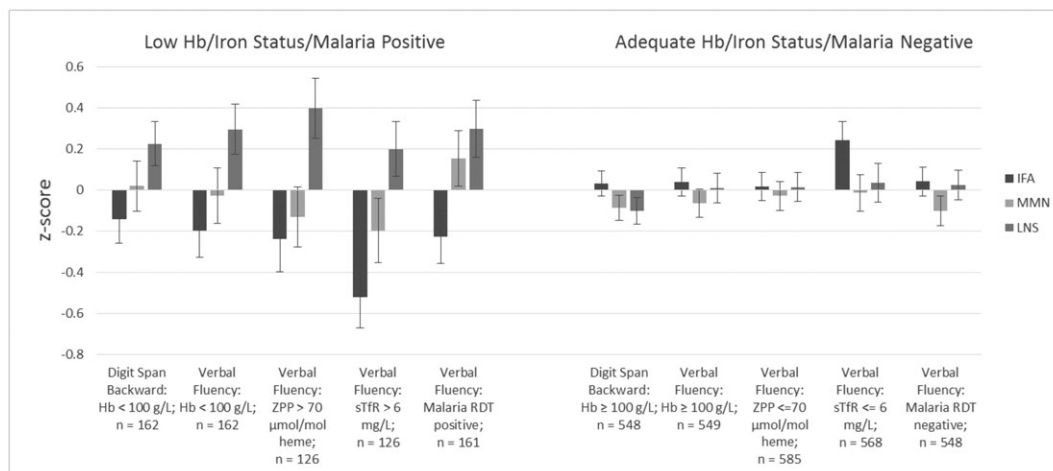 Low Hb/Iron Status/Malaria Positive
Adequate Hb/Iron Status/Malaria Negative
z-score
0.6
0.4
0.2
0
-0.2
-0.4
-0.6
-0.8
Digit Span
Backward:
Hb < 100 g/L;
n = 162
Verbal
Fluency:
Hb < 100 g/L;
n = 162
Verbal
Fluency:
ZPP > 70
µmol/mol
heme;
n = 126
Verbal
Fluency:
sTfR > 6
mg/L;
n = 126
Verbal
Fluency:
Malaria RDT
positive;
n = 161
Digit Span
Backward:
Hb ≥ 100 g/L;
n = 548
Verbal
Fluency:
Hb ≥ 100 g/L;
n = 549
Verbal
Fluency:
ZPP <=70
µmol/mol
heme;
n = 585
Verbal
Fluency:
sTfR <= 6
mg/L;
n = 568
Verbal
Fluency:
Malaria RDT
negative;
n = 548
IFA
MMN
LNS